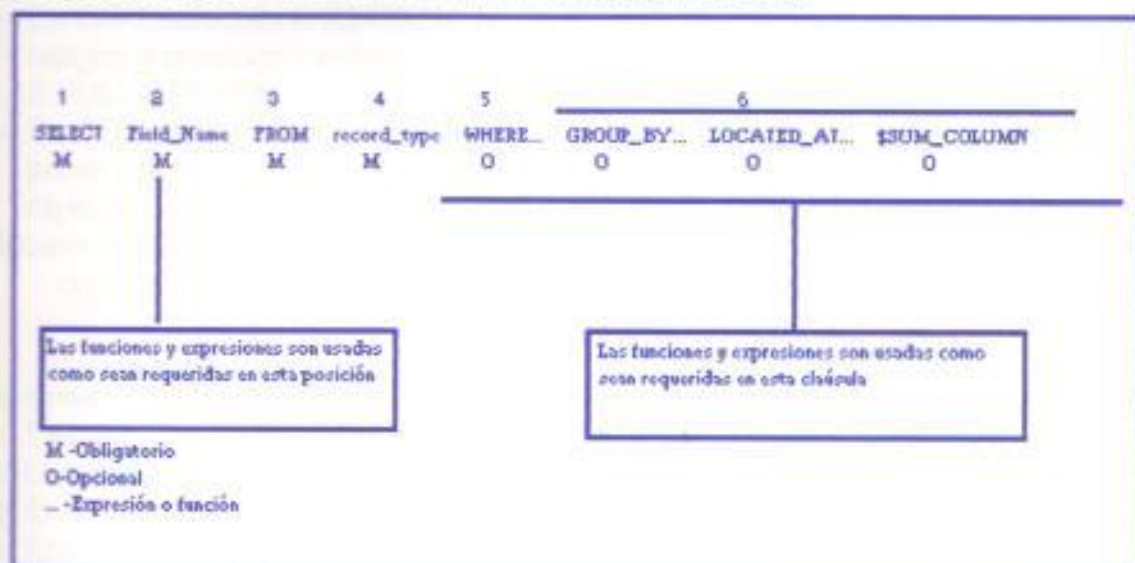 1 2 3 4 5 6
SELECT Field_Name FROM record_type WHERE... GROUP_BY... LOCATED_AT... $SUM_COLUMN
M M M M O O O O
Las funciones y expresiones son usadas
como sean requeridas en esta posición
Las funciones y expresiones son usadas como
sean requeridas en esta claúsula
M -Obligatorio
O-Opcional
... -Expresión o función